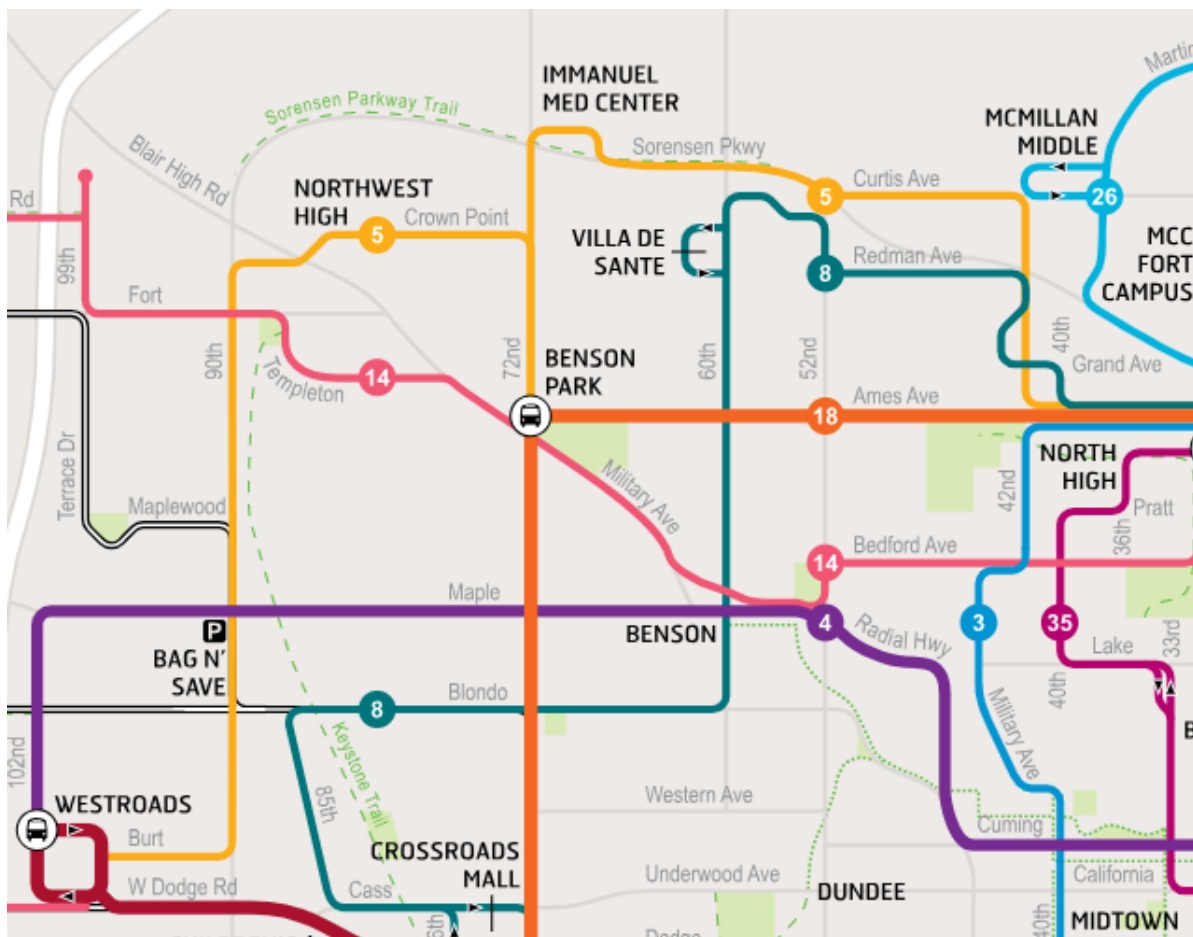 IMMANUEL
MED CENTER
Sorensen Parkway Trail
Sorensen Pkwy
MCMILLAN
MIDDLE
Blair High Rd
NORTHWEST
HIGH
5
Crown Point
5
Curtis Ave
26
Rd
99th
VILLA DE
SANTE
8
Redman Ave
MCC
FORT
CAMPUS
Fort
90th
72nd
60th
52nd
40th
Grand Ave
Templeton
14
BENSON
PARK
18
Ames Ave
Terrace Dr
Maplewood
Military Ave
NORTH
HIGH
42nd
36th
Pratt
14
Bedford Ave
Maple
P
BAG N'
SAVE
BENSON
4
Radial Hwy
3
35
Lake
33rd
40th
Blondo
8
102nd
Keystone Trail
85th
Military Ave
WESTROADS
Burt
W Dodge Rd
Western Ave
Cuming
CROSSROADS
MALL
Cass
Underwood Ave
DUNDEE
California
MIDTOWN
40th